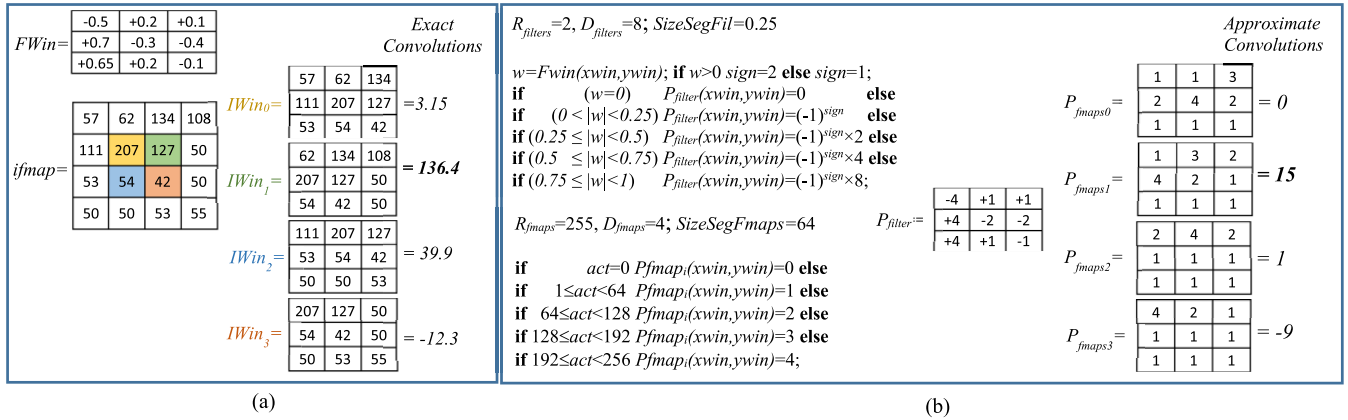 Exact
Convolutions
FWin=
-0.5 +0.2 +0.1
+0.7 -0.3 -0.4
+0.65 +0.2 -0.1
ifmap=
57 62 134 108
111 207 127 50
53 54 42 50
50 50 53 55
IWin0=
57 62 134
111 207 127
53 54 42
=3.15
IWin1=
62 134 108
207 127 50
54 42 50
= 136.4
IWin2=
111 207 127
53 54 42
50 50 53
= 39.9
IWin3=
207 127 50
54 42 50
50 53 55
= -12.3
(a)
Rfilters=2, Dfilters=8; SizeSegFil=0.25
w=Fwin(xwin,ywin); if w>0 sign=2 else sign=1;
if (w=0) Pfilter(xwin,ywin)=0 else
if (0 < |w|<0.25) Pfilter(xwin,ywin)=(-1)sign else
if (0.25 ≤ |w|<0.5) Pfilter(xwin,ywin)=(-1)sign×2 else
if (0.5 ≤ |w|<0.75) Pfilter(xwin,ywin)=(-1)sign×4 else
if (0.75 ≤ |w|<1) Pfilter(xwin,ywin)=(-1)sign×8;
Rfmaps=255, Dfmaps=4; SizeSegFmaps=64
if act=0 Pfmapi(xwin,ywin)=0 else
if 1≤act<64 Pfmapi(xwin,ywin)=1 else
if 64≤act<128 Pfmapi(xwin,ywin)=2 else
if 128≤act<192 Pfmapi(xwin,ywin)=3 else
if 192≤act<256 Pfmapi(xwin,ywin)=4;
Pfilter=
-4 +1 +1
+4 -2 -2
+4 +1 -1
Approximate
Convolutions
Pfmaps0=
1 1 3
2 4 2
1 1 1
= 0
Pfmaps1=
1 3 2
4 2 1
1 1 1
= 15
Pfmaps2=
2 4 2
1 1 1
1 1 1
= 1
Pfmaps3=
4 2 1
1 1 1
1 1 1
= -9
(b)